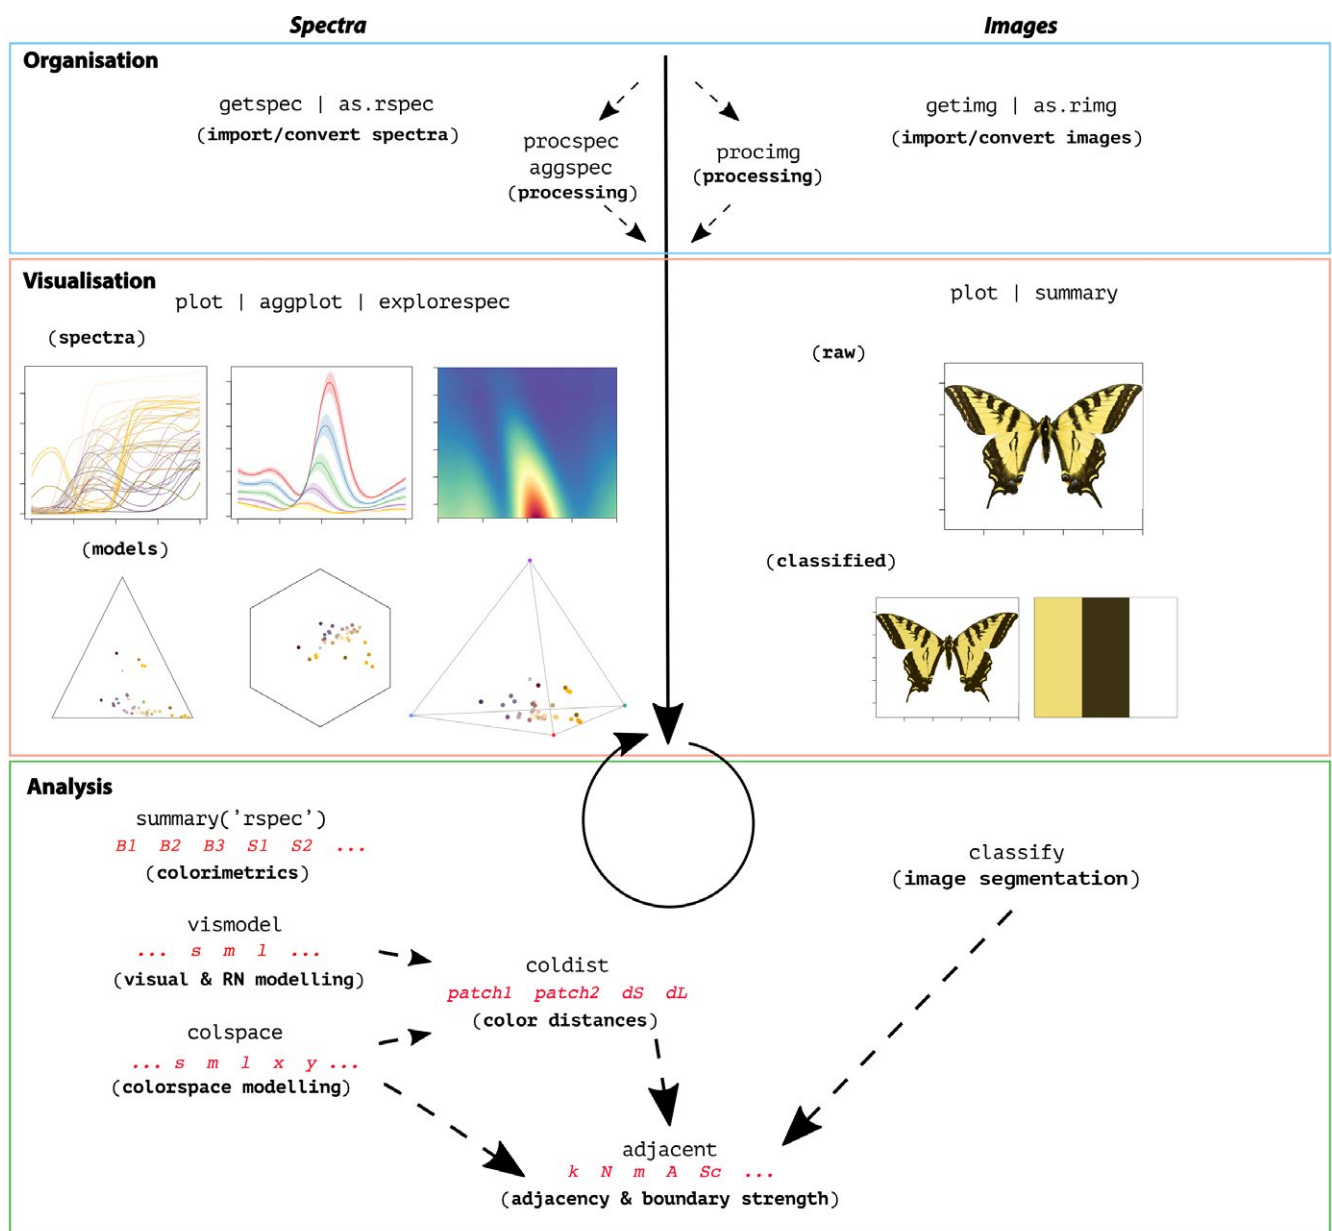 Spectra
Images
Organisation
getspec | as.rspec
(import/convert spectra)
procspec
aggspec
(processing)
procimg
(processing)
getimg | as.rimg
(import/convert images)
Visualisation
plot | aggplot | explorespec
(spectra)
(models)
plot | summary
(raw)
(classified)
Analysis
summary('rspec')
B1 B2 B3 S1 S2 ...
(colorimetrics)
vismodel
... s m l ...
(visual & RN modelling)
colspace
... s m l x y ...
(colorspace modelling)
coldist
patch1 patch2 dS dL
(color distances)
classify
(image segmentation)
adjacent
k N m A Sc ...
(adjacency & boundary strength)